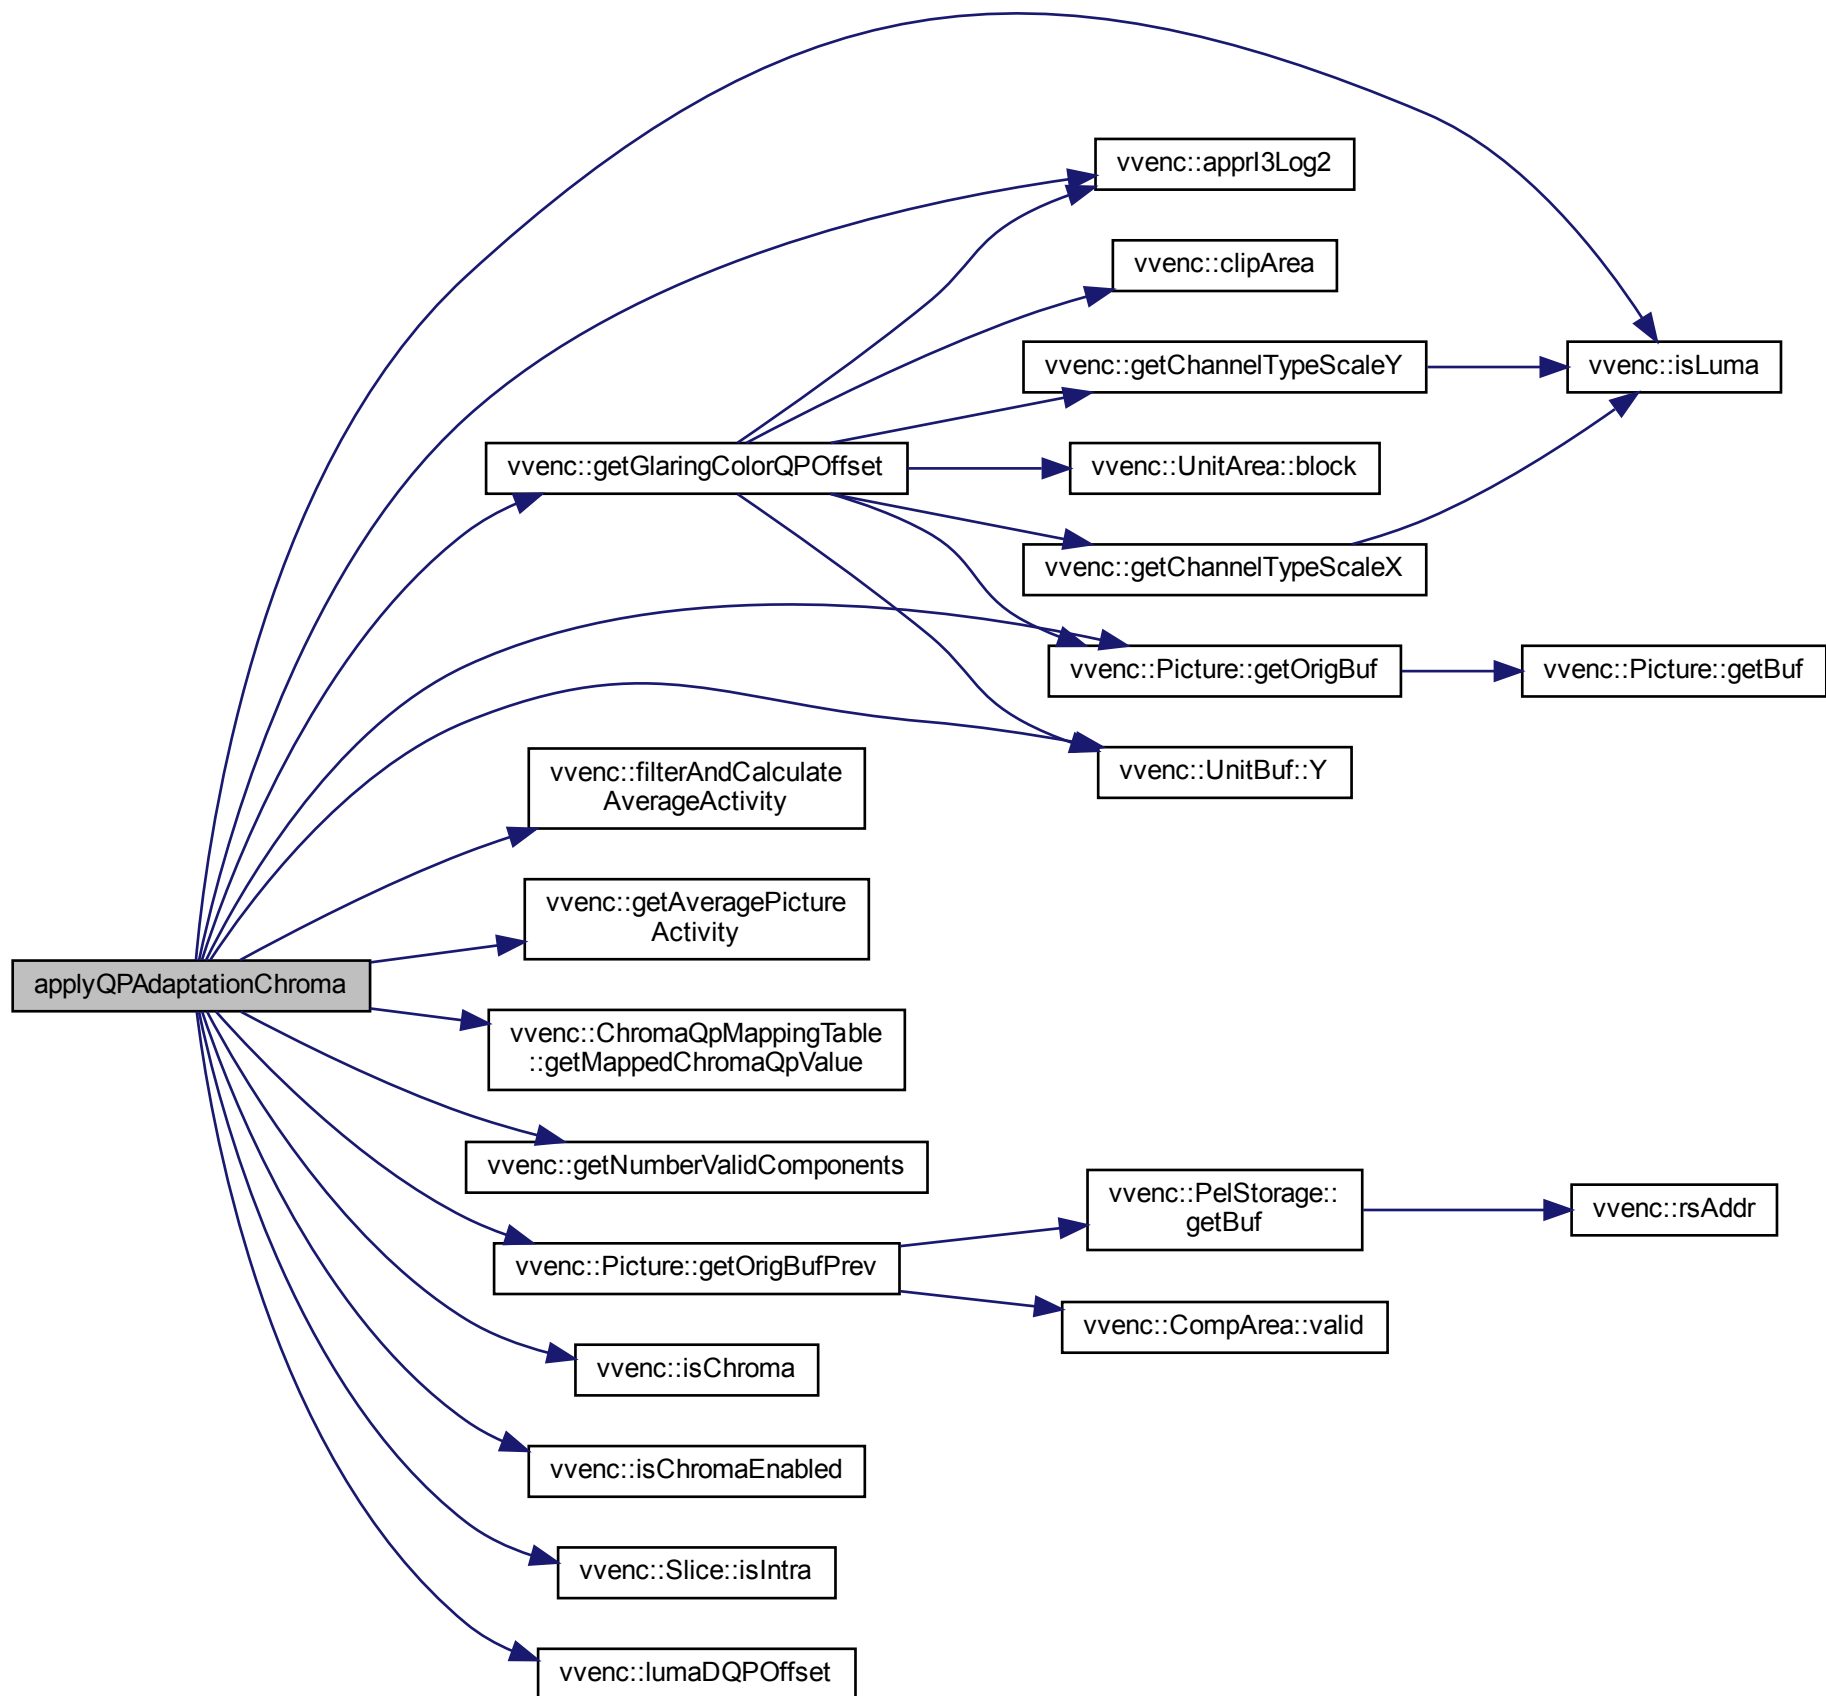 vvenc::apprI3Log2
vvenc::clipArea
vvenc::getChannelTypeScaleY
vvenc::isLuma
vvenc::getGlaringColorQPOffset
vvenc::UnitArea::block
vvenc::getChannelTypeScaleX
vvenc::Picture::getOrigBuf
vvenc::Picture::getBuf
vvenc::UnitBuf::Y
vvenc::filterAndCalculate
AverageActivity
vvenc::getAveragePicture
Activity
applyQPAdaptationChroma
vvenc::ChromaQpMappingTable
::getMappedChromaQpValue
vvenc::getNumberValidComponents
vvenc::PelStorage::
getBuf
vvenc::rsAddr
vvenc::Picture::getOrigBufPrev
vvenc::CompArea::valid
vvenc::isChroma
vvenc::isChromaEnabled
vvenc::Slice::isIntra
vvenc::lumaDQPOffset